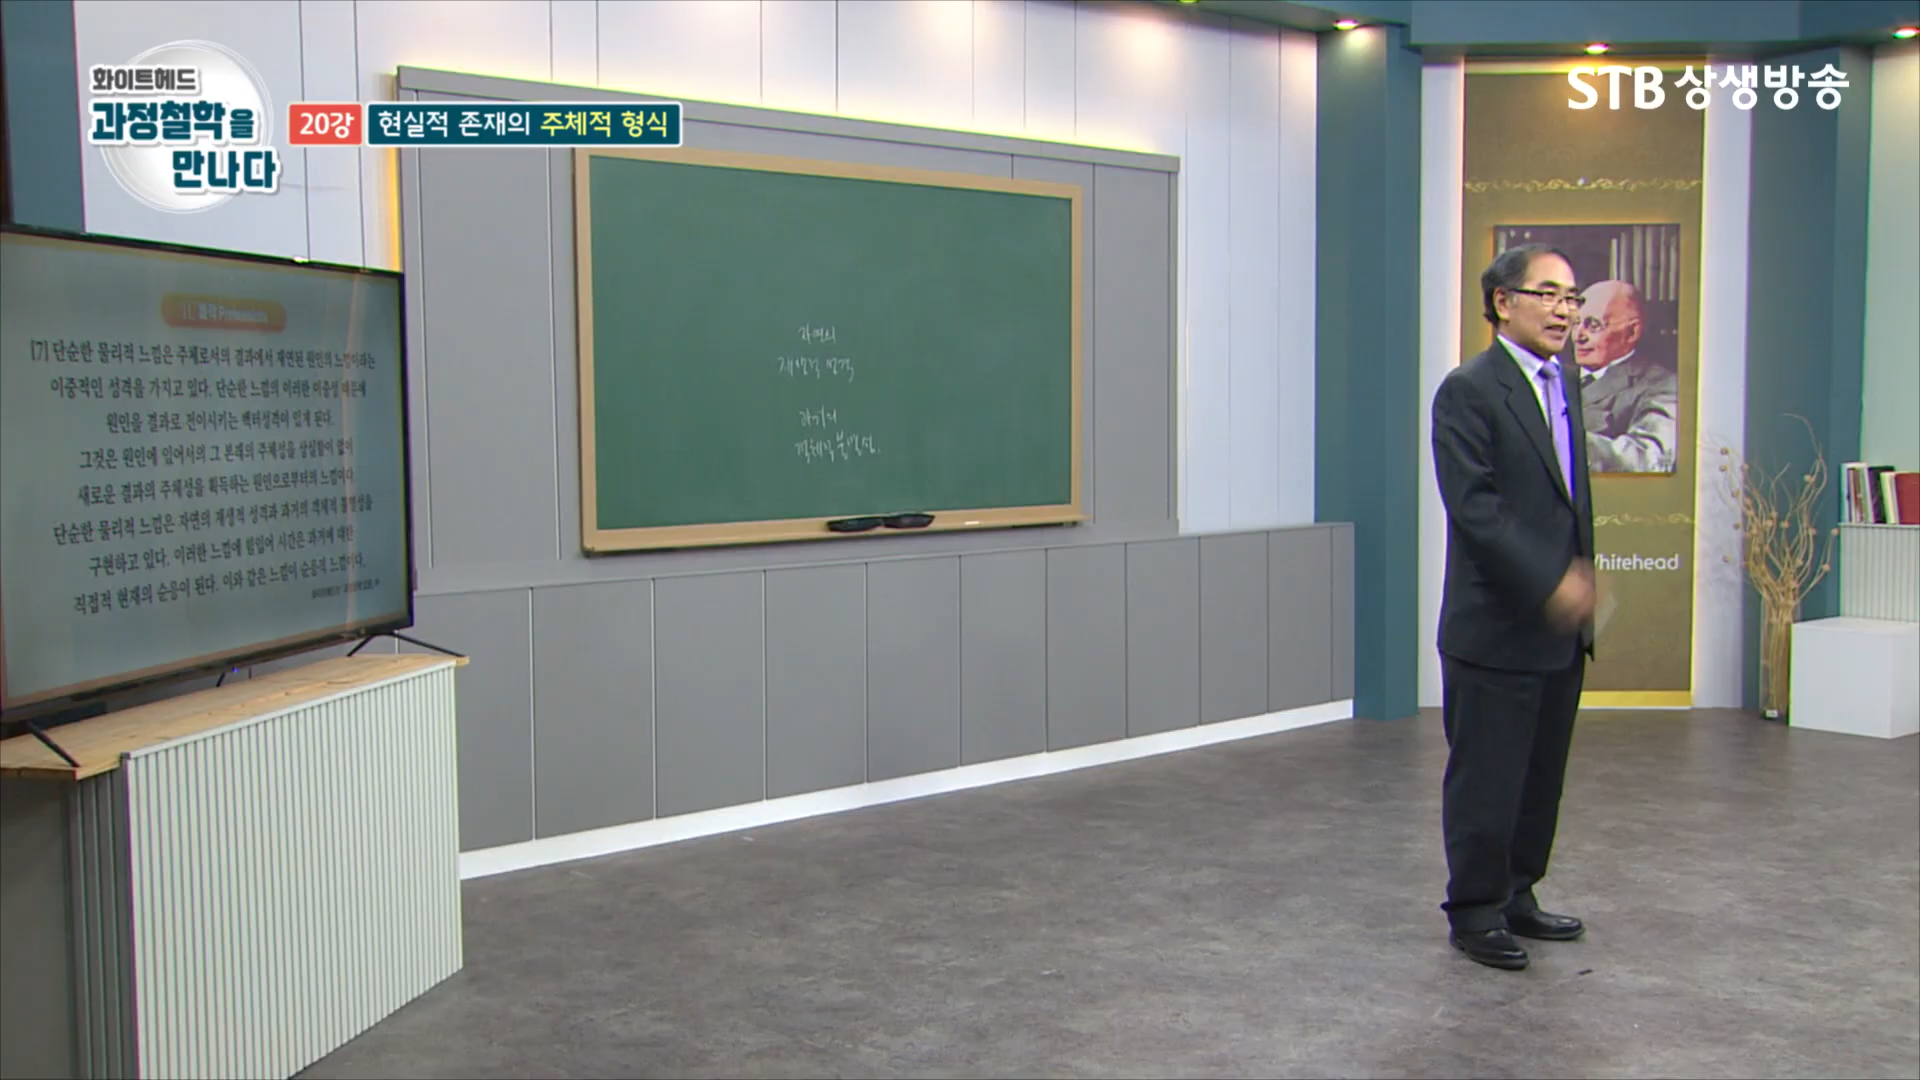 화이트헤드
과정철학을
만나다
20강 현실적 존재의 주체적 형식
STB상생방송
11. 파악 Prehensions
[7] 단순한 물리적 느낌은 주체로서의 결과에서 재연된 원인의 느낌이라는
이중적인 성격을 가지고 있다. 단순한 느낌의 이러한 이중성 때문에
원인을 결과로 전이시키는 벡터성격이 있게 된다.
그것은 원인에 있어서의 그 본래의 주체성을 상실함이 없이
새로운 결과의 주체성을 획득하는 원인으로부터의 느낌이다.
단순한 물리적 느낌은 자연의 재생적 성격과 과거의 객체적 불멸성을
구현하고 있다. 이러한 느낌에 힘입어 시간은 과거에 대한
직접적 현재의 순응이 된다. 이와 같은 느낌이 순응적 느낌이다.
자연의
재생적 성격
과거의
객체적 불멸성.
Whitehead